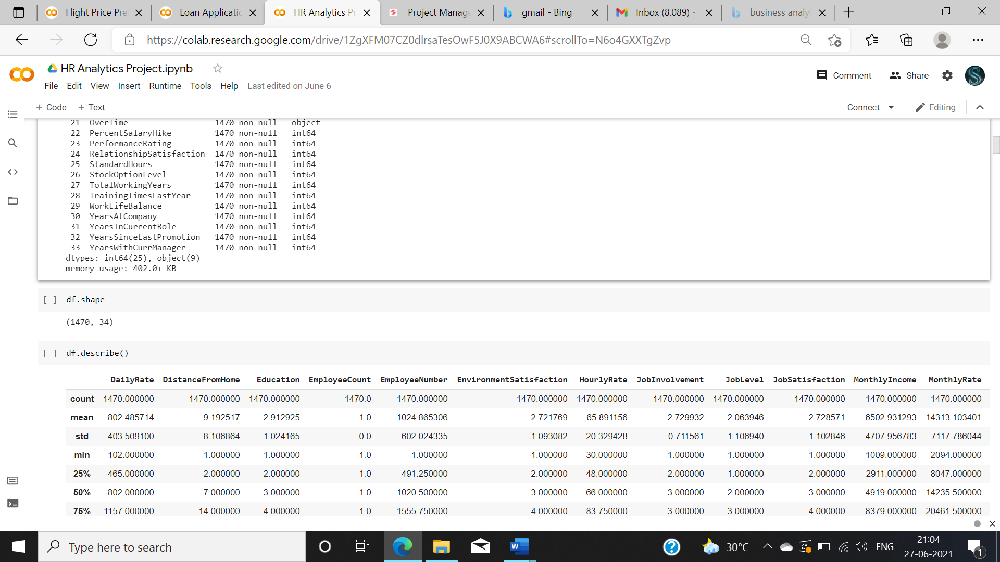 Flight Price Pre
Loan Applicatic
HR Analytics Pr
Project Manage
gmail - Bing
Inbox (8,089) -
business analyt
https://colab.research.google.com/drive/1ZgXFM07CZ0dlrsaTesOwF5J0X9ABCWA6#scrollTo=N6o4GXXTgZvp
HR Analytics Project.ipynb
File Edit View Insert Runtime Tools Help Last edited on June 6
Comment Share
+ Code + Text
Connect Editing
21 OverTime 1470 non-null object
22 PercentSalaryHike 1470 non-null int64
23 PerformanceRating 1470 non-null int64
24 RelationshipSatisfaction 1470 non-null int64
25 StandardHours 1470 non-null int64
26 StockOptionLevel 1470 non-null int64
27 TotalWorkingYears 1470 non-null int64
28 TrainingTimesLastYear 1470 non-null int64
29 WorkLifeBalance 1470 non-null int64
30 YearsAtCompany 1470 non-null int64
31 YearsInCurrentRole 1470 non-null int64
32 YearsSinceLastPromotion 1470 non-null int64
33 YearsWithCurrManager 1470 non-null int64
dtypes: int64(25), object(9)
memory usage: 402.0+ KB
[ ] df.shape
(1470, 34)
[ ] df.describe()
DailyRate DistanceFromHome Education EmployeeCount EmployeeNumber EnvironmentSatisfaction HourlyRate JobInvolvement JobLevel JobSatisfaction MonthlyIncome MonthlyRate
count 1470.000000 1470.000000 1470.000000 1470.0 1470.000000 1470.000000 1470.000000 1470.000000 1470.000000 1470.000000 1470.000000 1470.000000
mean 802.485714 9.192517 2.912925 1.0 1024.865306 2.721769 65.891156 2.729932 2.063946 2.728571 6502.931293 14313.103401
std 403.509100 8.106864 1.024165 0.0 602.024335 1.093082 20.329428 0.711561 1.106940 1.102846 4707.956783 7117.786044
min 102.000000 1.000000 1.000000 1.0 1.000000 1.000000 30.000000 1.000000 1.000000 1.000000 1009.000000 2094.000000
25% 465.000000 2.000000 2.000000 1.0 491.250000 2.000000 48.000000 2.000000 1.000000 2.000000 2911.000000 8047.000000
50% 802.000000 7.000000 3.000000 1.0 1020.500000 3.000000 66.000000 3.000000 2.000000 3.000000 4919.000000 14235.500000
75% 1157.000000 14.000000 4.000000 1.0 1555.750000 4.000000 83.750000 3.000000 3.000000 4.000000 8379.000000 20461.500000
Type here to search
30°C
ENG
21:04
27-06-2021
1